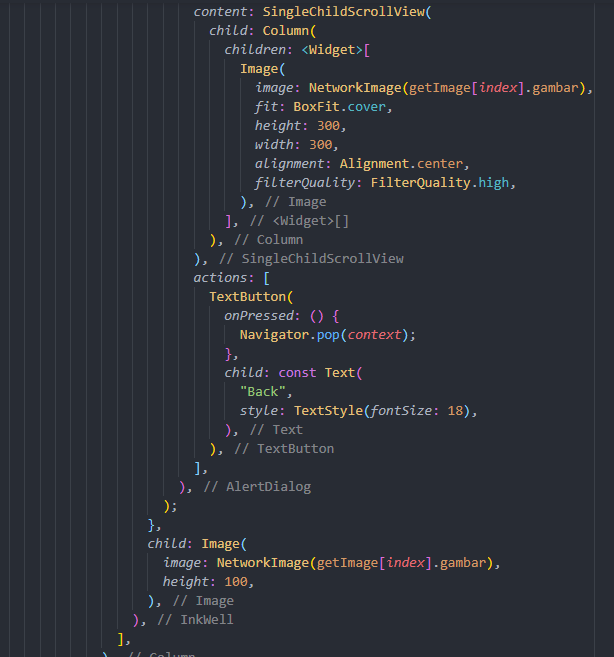 content: SingleChildScrollView(
child: Column(
children: <Widget>[
Image(
image: NetworkImage(getImage[index].gambar),
fit: BoxFit.cover,
height: 300,
width: 300,
alignment: Alignment.center,
filterQuality: FilterQuality.high,
), // Image
], // <Widget>[]
), // Column
), // SingleChildScrollView
actions: [
TextButton(
onPressed: () {
Navigator.pop(context);
},
child: const Text(
"Back",
style: TextStyle(fontSize: 18),
), // Text
), // TextButton
],
), // AlertDialog
);
},
child: Image(
image: NetworkImage(getImage[index].gambar),
height: 100,
), // Image
), // InkWell
],
), // Column